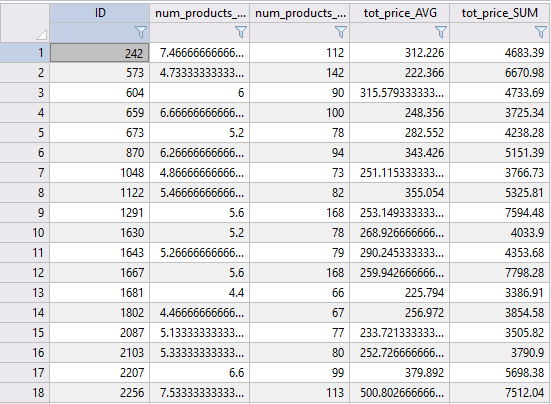 ID num_products_... num_products_... tot_price_AVG tot_price_SUM
1 242 7.46666666666... 112 312.226 4683.39
2 573 4.73333333333... 142 222.366 6670.98
3 604 6 90 315.579333333... 4733.69
4 659 6.66666666666... 100 248.356 3725.34
5 673 5.2 78 282.552 4238.28
6 870 6.26666666666... 94 343.426 5151.39
7 1048 4.86666666666... 73 251.115333333... 3766.73
8 1122 5.46666666666... 82 355.054 5325.81
9 1291 5.6 168 253.149333333... 7594.48
10 1630 5.2 78 268.926666666... 4033.9
11 1643 5.26666666666... 79 290.245333333... 4353.68
12 1667 5.6 168 259.942666666... 7798.28
13 1681 4.4 66 225.794 3386.91
14 1802 4.46666666666... 67 256.972 3854.58
15 2087 5.13333333333... 77 233.721333333... 3505.82
16 2103 5.33333333333... 80 252.726666666... 3790.9
17 2207 6.6 99 379.892 5698.38
18 2256 7.53333333333... 113 500.802666666... 7512.04